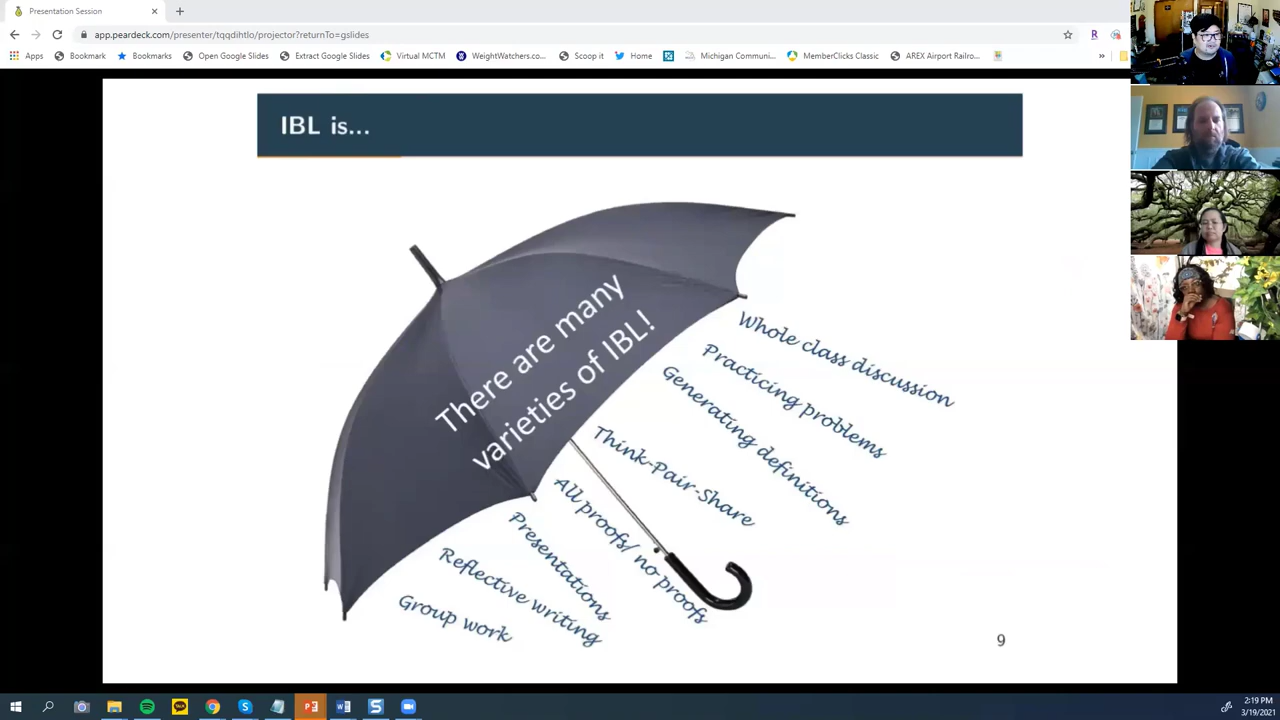 Presentation Session
app.peardeck.com/presenter/tqqdihtlo/projector?returnTo=gslides
Apps
Bookmark
Bookmarks
Open Google Slides
Extract Google Slides
Virtual MCTM
WeightWatchers.co...
Scoop it
Home
Michigan Communi...
MemberClicks Classic
AREX Airport Railro...
IBL is...
There are many
varieties of IBL!
Whole class discussion
Practicing problems
Generating definitions
Think-Pair-Share
All proofs/ no proofs
Presentations
Reflective writing
Group work
9
2:19 PM
3/19/2021